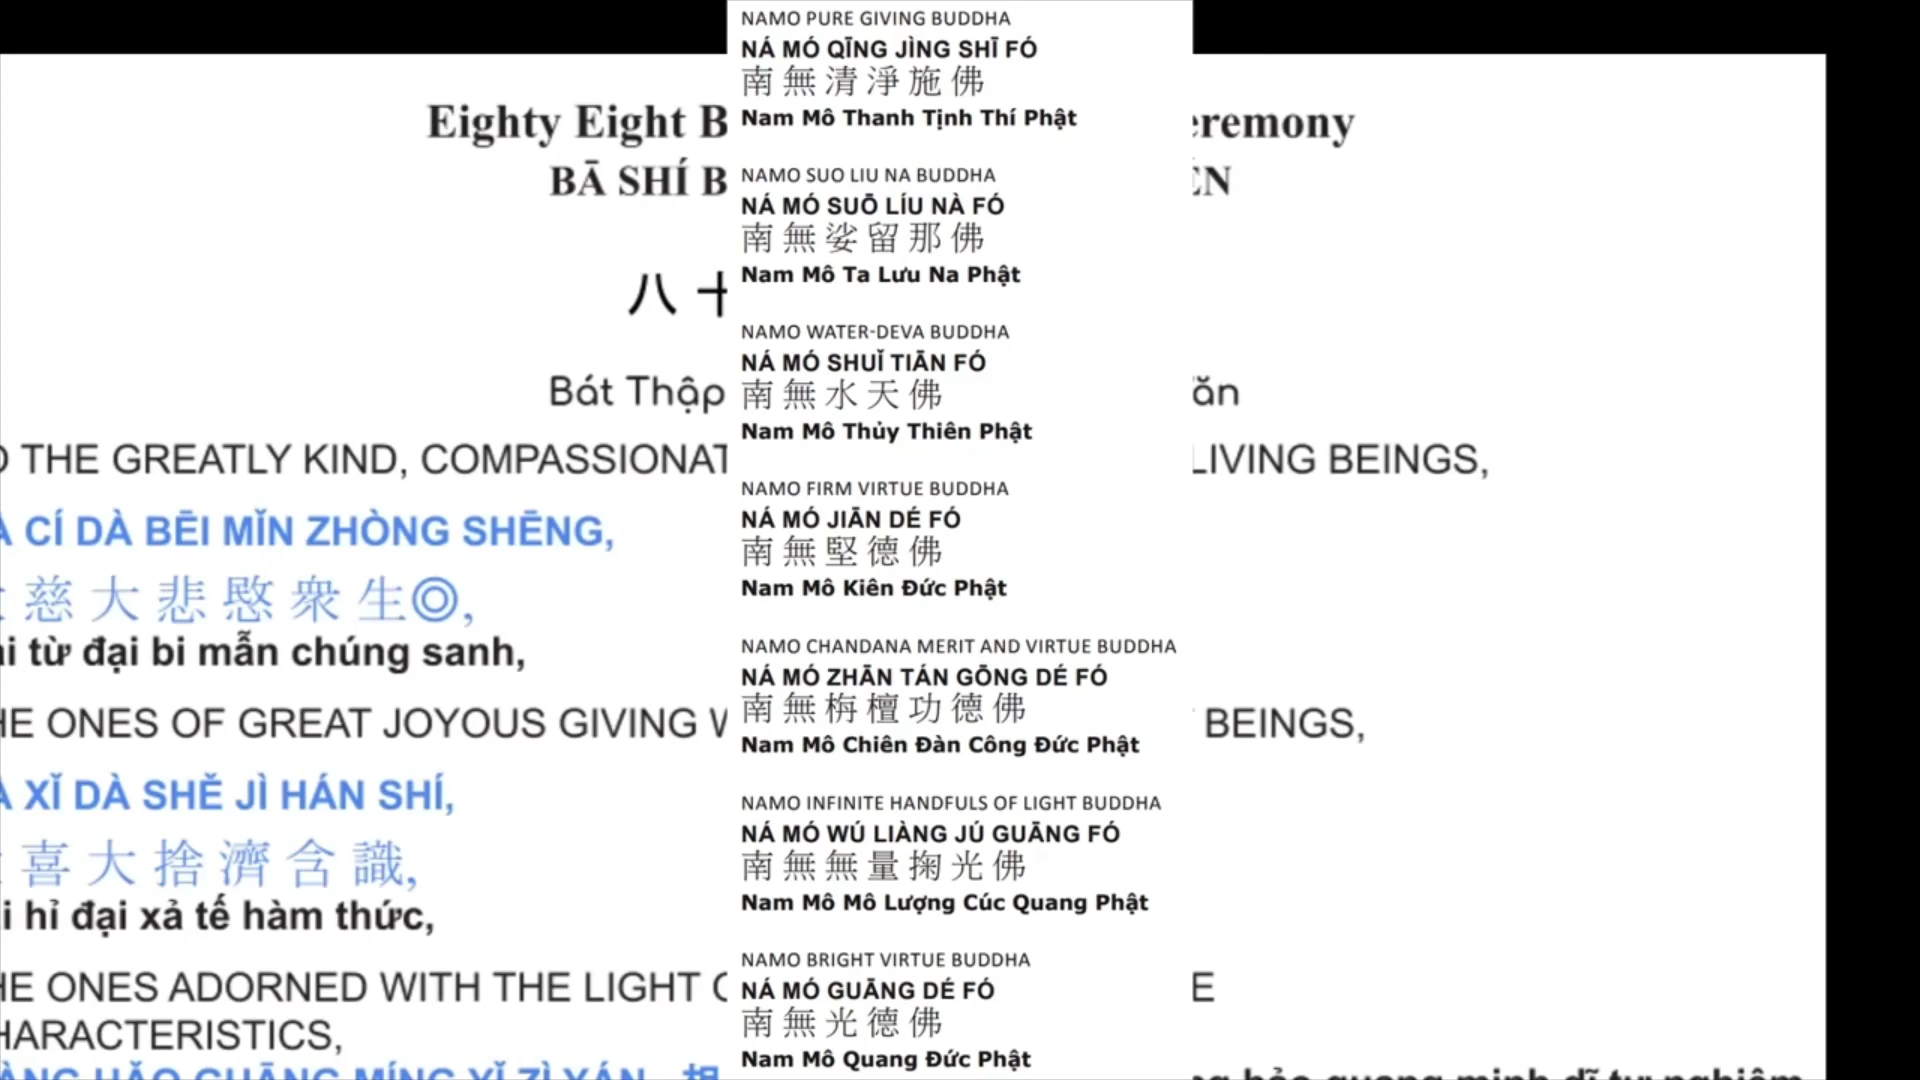 NAMO PURE GIVING BUDDHA
NÁ MÓ QĪNG JÌNG SHĪ FÓ
南無清淨施佛
Nam Mô Thanh Tịnh Thí Phật
NAMO SUO LIU NA BUDDHA
NÁ MÓ SUŌ LÍU NÀ FÓ
南無娑留那佛
Nam Mô Ta Lưu Na Phật
NAMO WATER-DEVA BUDDHA
NÁ MÓ SHUǏ TIĀN FÓ
南無水天佛
Nam Mô Thủy Thiên Phật
NAMO FIRM VIRTUE BUDDHA
NÁ MÓ JIĀN DÉ FÓ
南無堅德佛
Nam Mô Kiên Đức Phật
NAMO CHANDANA MERIT AND VIRTUE BUDDHA
NÁ MÓ ZHĀN TÁN GŌNG DÉ FÓ
南無栴檀功德佛
Nam Mô Chiên Đàn Công Đức Phật
NAMO INFINITE HANDFULS OF LIGHT BUDDHA
NÁ MÓ WÚ LIÀNG JÚ GUĀNG FÓ
南無無量掬光佛
Nam Mô Mô Lượng Cúc Quang Phật
NAMO BRIGHT VIRTUE BUDDHA
NÁ MÓ GUĀNG DÉ FÓ
南無光德佛
Nam Mô Quang Đức Phật
Eighty Eight B
BĀ SHÍ B
八十
Bát Thập
THE GREATLY KIND, COMPASSIONAT LIVING BEINGS,
CÍ DÀ BĒI MǏN ZHÒNG SHĒNG,
慈大悲愍衆生◎,
từ đại bi mẫn chúng sanh,
ONES OF GREAT JOYOUS GIVING BEINGS,
XǏ DÀ SHĚ JÌ HÁN SHÍ,
喜大捨濟含識,
hỉ đại xả tế hàm thức,
ONES ADORNED WITH THE LIGHT
HARACTERISTICS,